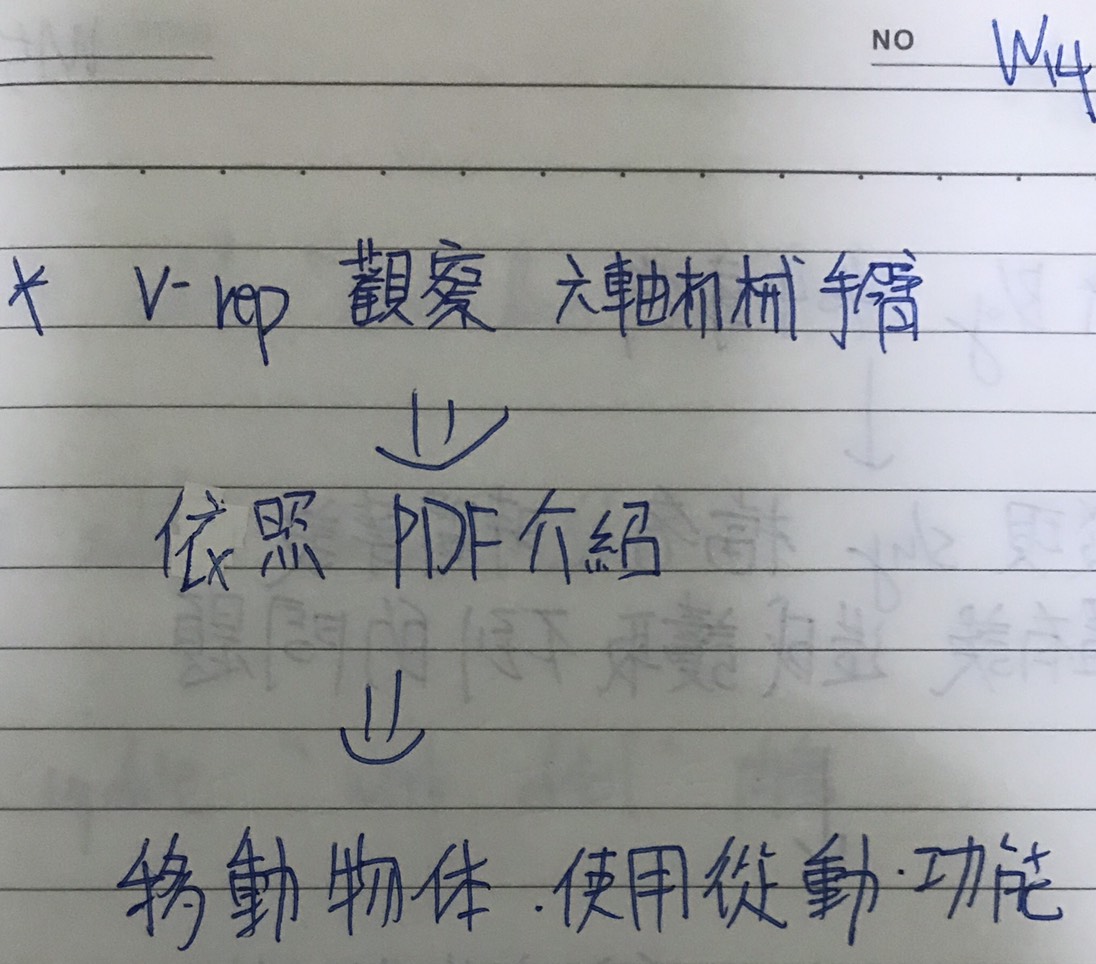 NO W14
* V-rep 觀察 六軸机械手臂
⇓
依照 PDF介紹
⇓
移動物体.使用從動.功能